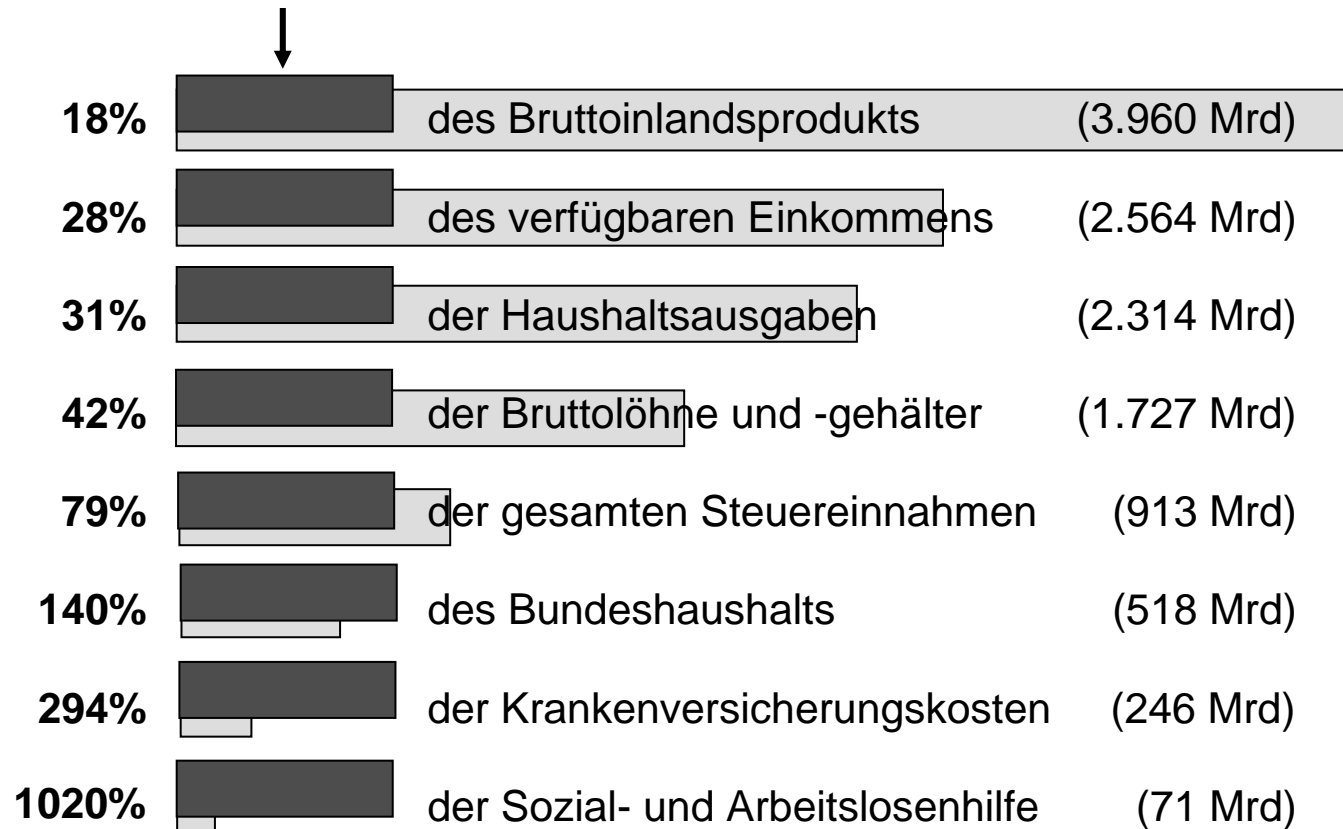 18% des Bruttoinlandsprodukts (3.960 Mrd)
28% des verfügbaren Einkommens (2.564 Mrd)
31% der Haushaltsausgaben (2.314 Mrd)
42% der Bruttolöhne und -gehälter (1.727 Mrd)
79% der gesamten Steuereinnahmen (913 Mrd)
140% des Bundeshaushalts (518 Mrd)
294% der Krankenversicherungskosten (246 Mrd)
1020% der Sozial- und Arbeitslosenhilfe (71 Mrd)